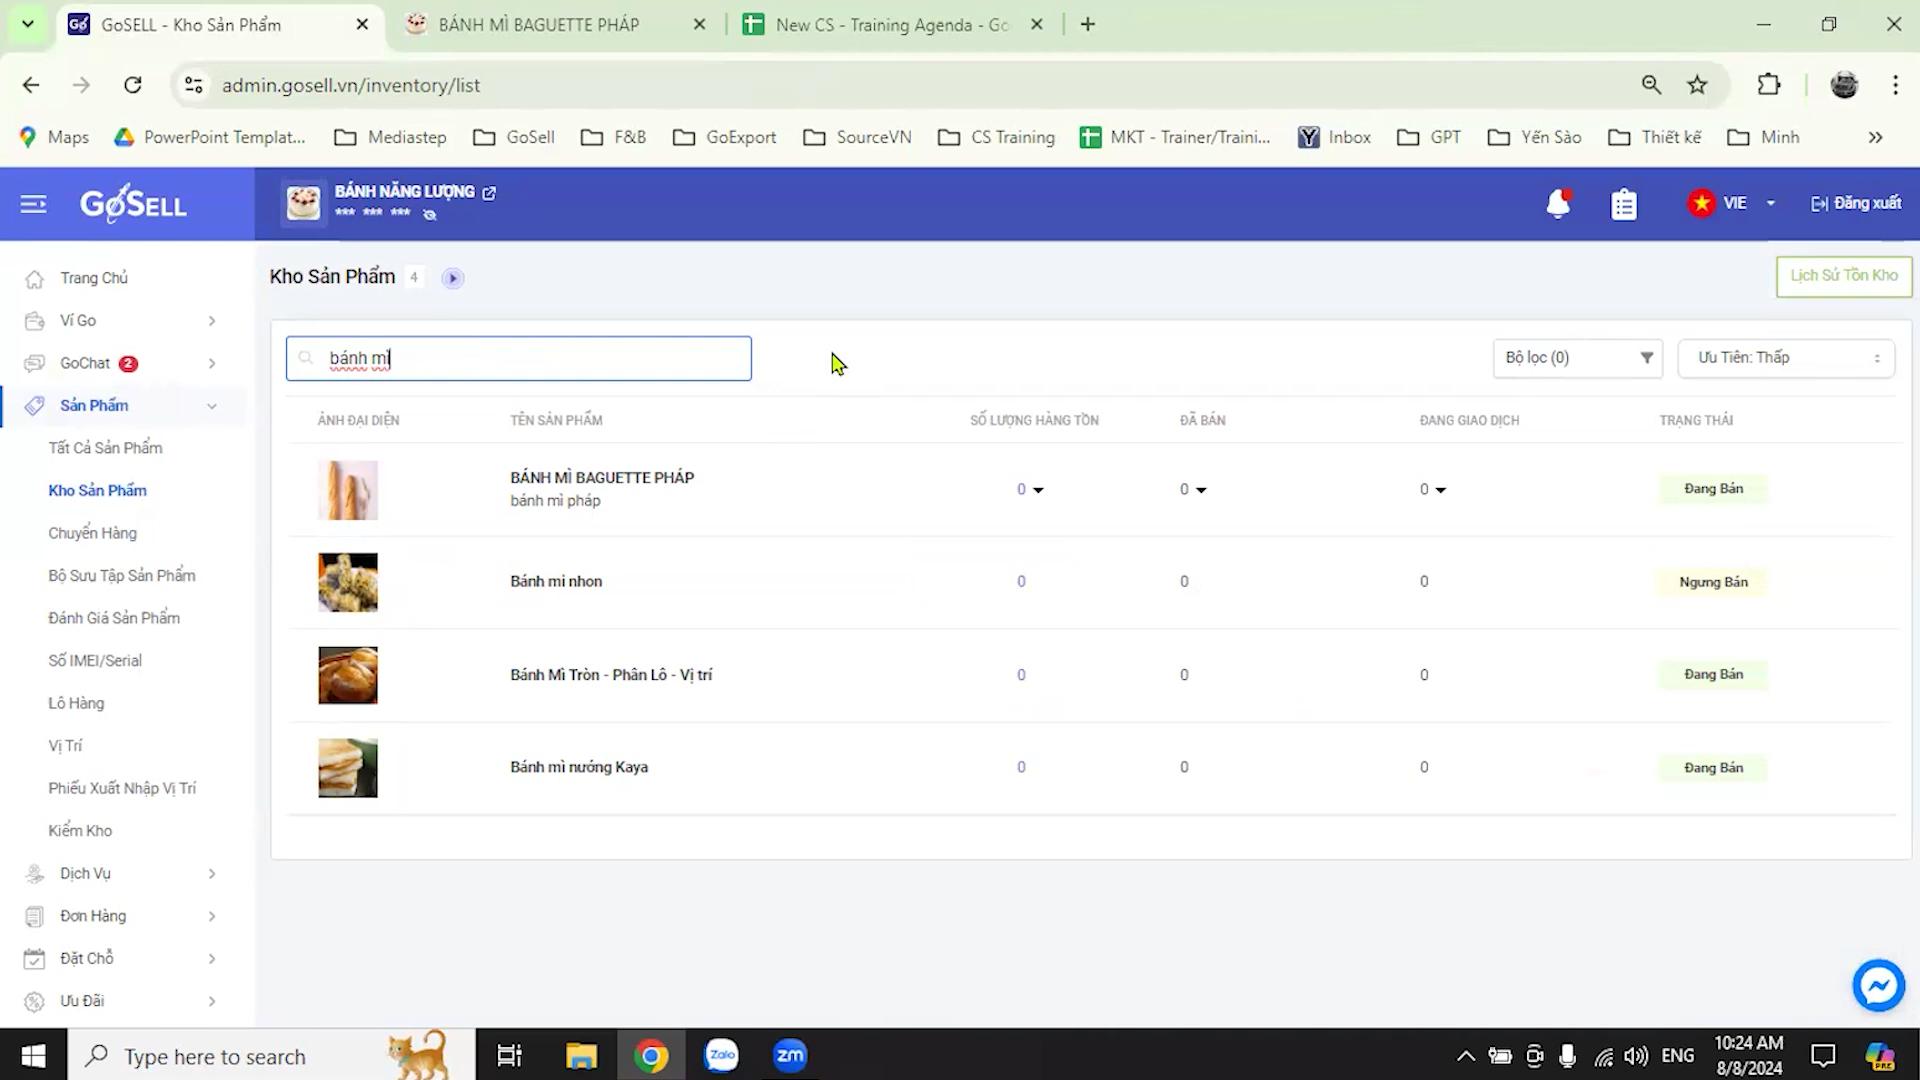 GoSELL - Kho Sản Phẩm
BÁNH MÌ BAGUETTE PHÁP
New CS - Training Agenda - Go
admin.gosell.vn/inventory/list
Maps
PowerPoint Templat...
Mediastep
GoSell
F&B
GoExport
SourceVN
CS Training
MKT - Trainer/Traini...
Inbox
GPT
Yến Sào
Thiết kế
Minh
»
GoSELL
BÁNH NĂNG LƯỢNG
*** *** ***
VIE
Đăng xuất
Trang Chủ
Ví Go
GoChat 2
Sản Phẩm
Tất Cả Sản Phẩm
Kho Sản Phẩm
Chuyển Hàng
Bộ Sưu Tập Sản Phẩm
Đánh Giá Sản Phẩm
Số IMEI/Serial
Lô Hàng
Vị Trí
Phiếu Xuất Nhập Vị Trí
Kiểm Kho
Dịch Vụ
Đơn Hàng
Đặt Chỗ
Ưu Đãi
Kho Sản Phẩm 4
Lịch Sử Tồn Kho
bánh mì
Bộ lọc (0)
Ưu Tiên: Thấp
ẢNH ĐẠI DIỆN TÊN SẢN PHẨM SỐ LƯỢNG HÀNG TỒN ĐÃ BÁN ĐANG GIAO DỊCH TRẠNG THÁI
BÁNH MÌ BAGUETTE PHÁP
bánh mì pháp
0 0 0 Đang Bán
Bánh mì nhon 0 0 0 Ngưng Bán
Bánh Mì Tròn - Phân Lô - Vị trí 0 0 0 Đang Bán
Bánh mì nướng Kaya 0 0 0 Đang Bán
Type here to search
Zalo
zm
ENG
10:24 AM
8/8/2024
PRE